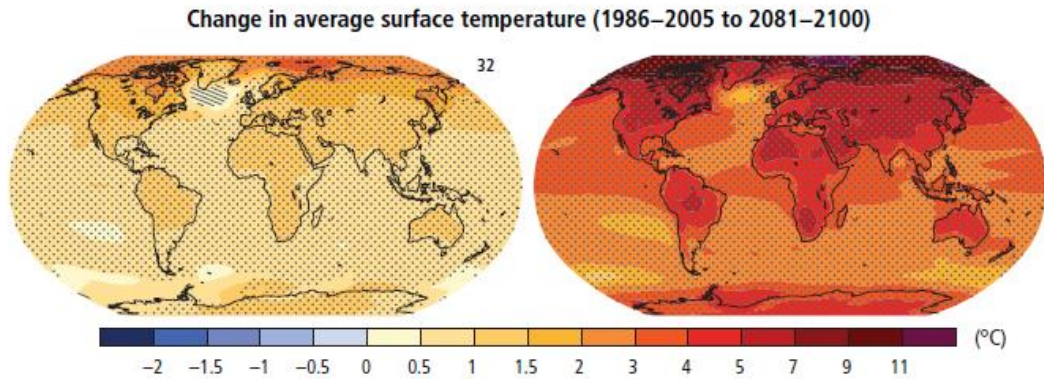 Change in average surface temperature (1986–2005 to 2081–2100)
32
−2 −1.5 −1 −0.5 0 0.5 1 1.5 2 3 4 5 7 9 11 (°C)